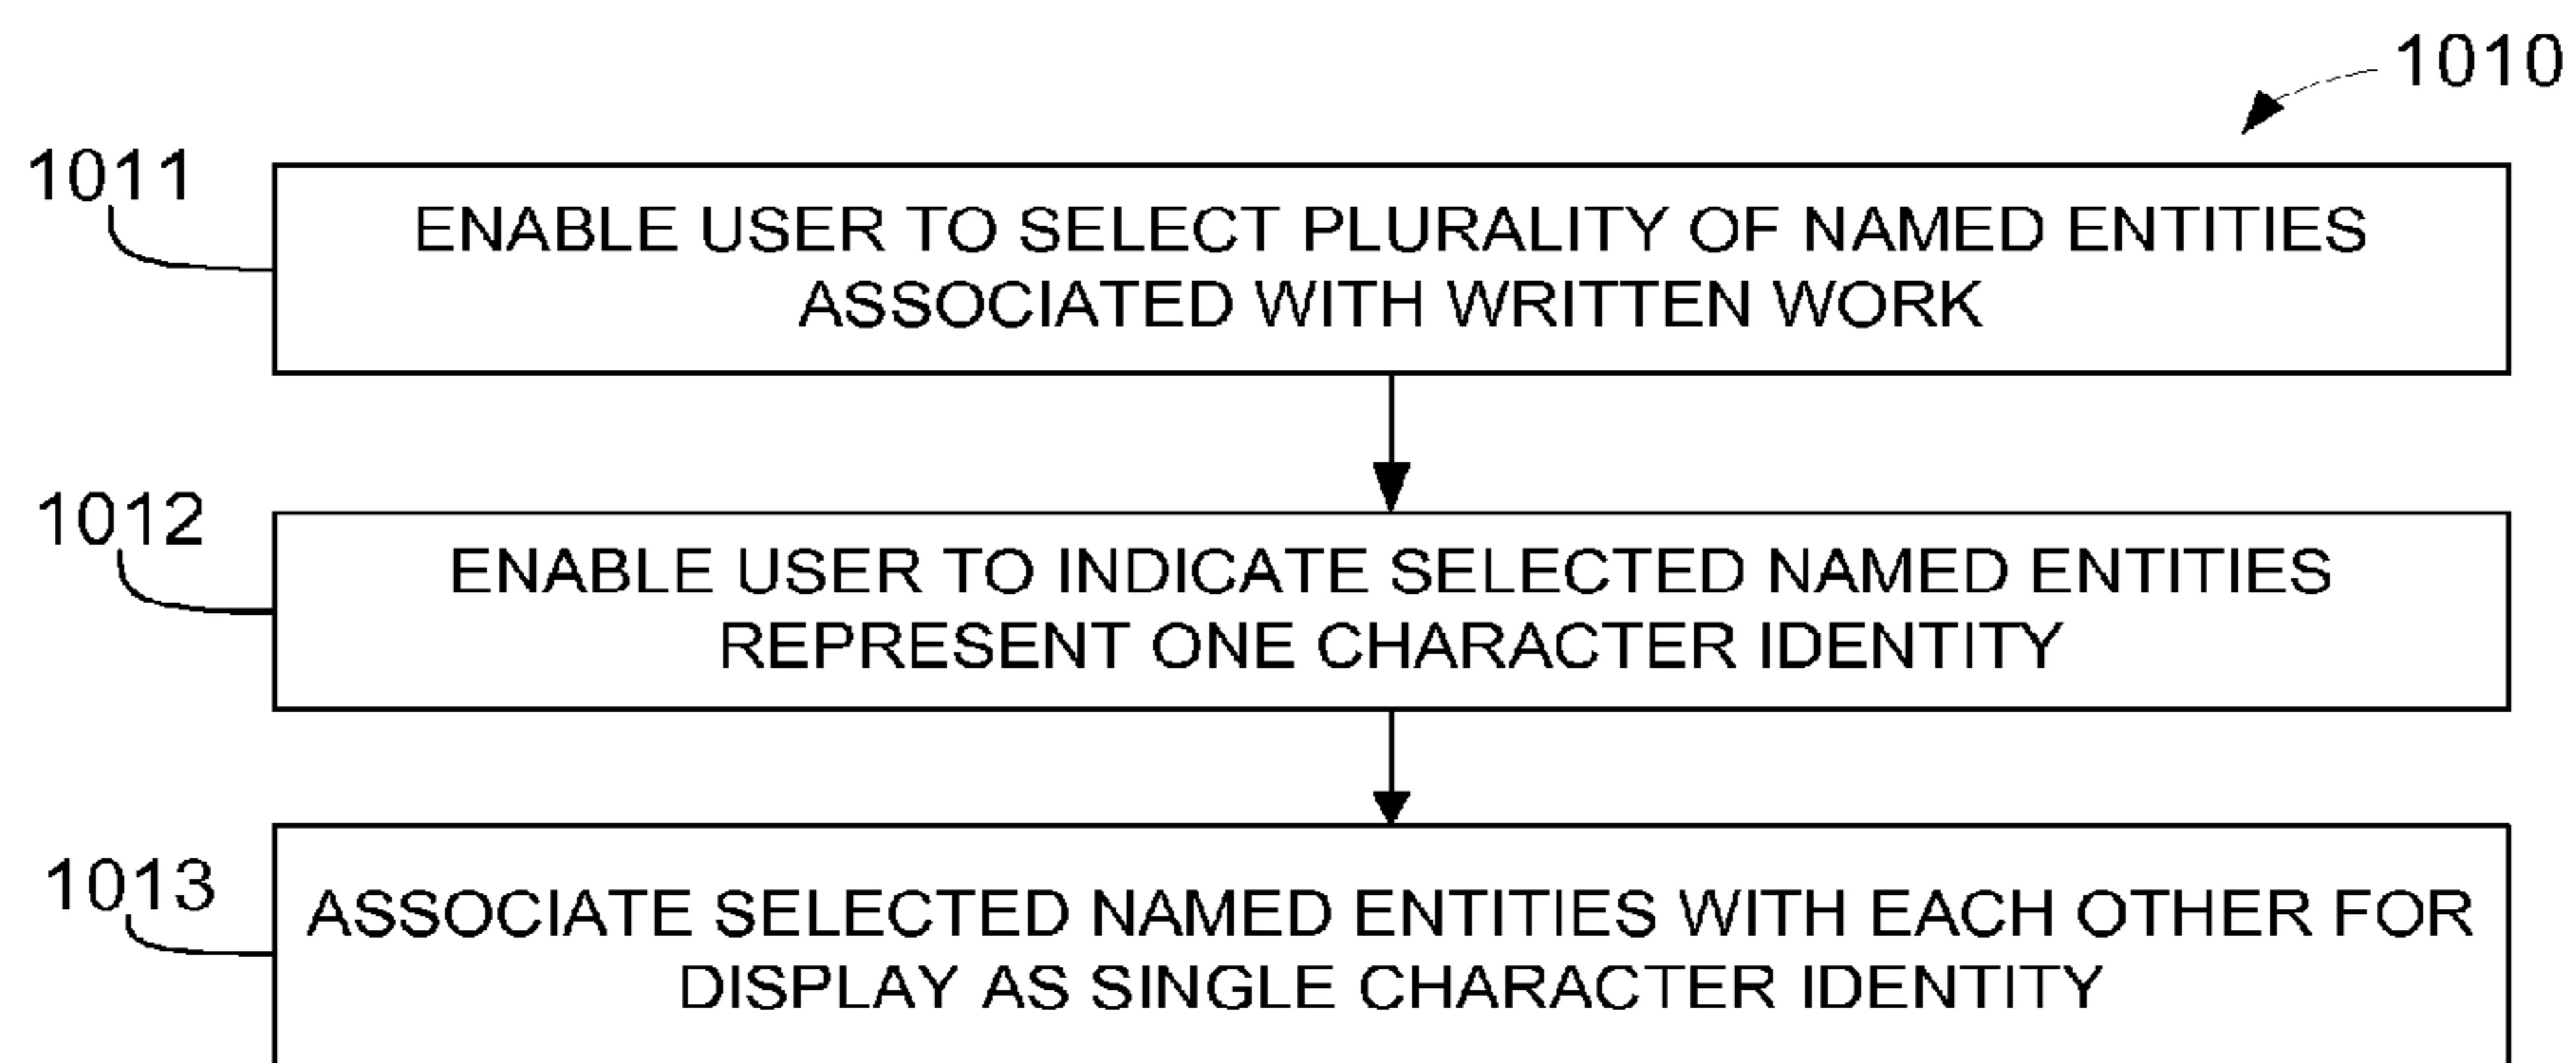 1010
1011
ENABLE USER TO SELECT PLURALITY OF NAMED ENTITIES
ASSOCIATED WITH WRITTEN WORK
1012
ENABLE USER TO INDICATE SELECTED NAMED ENTITIES
REPRESENT ONE CHARACTER IDENTITY
1013
ASSOCIATE SELECTED NAMED ENTITIES WITH EACH OTHER FOR
DISPLAY AS SINGLE CHARACTER IDENTITY